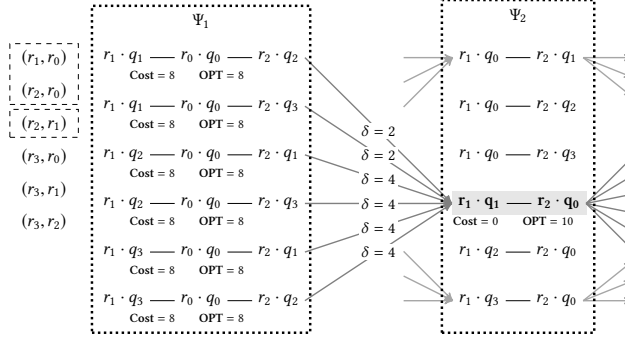 Ψ₁
Ψ₂
(r₁, r₀)
(r₂, r₀)
(r₂, r₁)
(r₃, r₀)
(r₃, r₁)
(r₃, r₂)
r₁ · q₁ — r₀ · q₀ — r₂ · q₂
Cost = 8 OPT = 8
r₁ · q₁ — r₀ · q₀ — r₂ · q₃
Cost = 8 OPT = 8
r₁ · q₂ — r₀ · q₀ — r₂ · q₁
Cost = 8 OPT = 8
r₁ · q₂ — r₀ · q₀ — r₂ · q₃
Cost = 8 OPT = 8
r₁ · q₃ — r₀ · q₀ — r₂ · q₁
Cost = 8 OPT = 8
r₁ · q₃ — r₀ · q₀ — r₂ · q₂
Cost = 8 OPT = 8
δ = 2
δ = 2
δ = 4
δ = 4
δ = 4
r₁ · q₀ — r₂ · q₁
r₁ · q₀ — r₂ · q₂
r₁ · q₀ — r₂ · q₃
r₁ · q₁ — r₂ · q₀
Cost = 0 OPT = 10
r₁ · q₂ — r₂ · q₀
r₁ · q₃ — r₂ · q₀